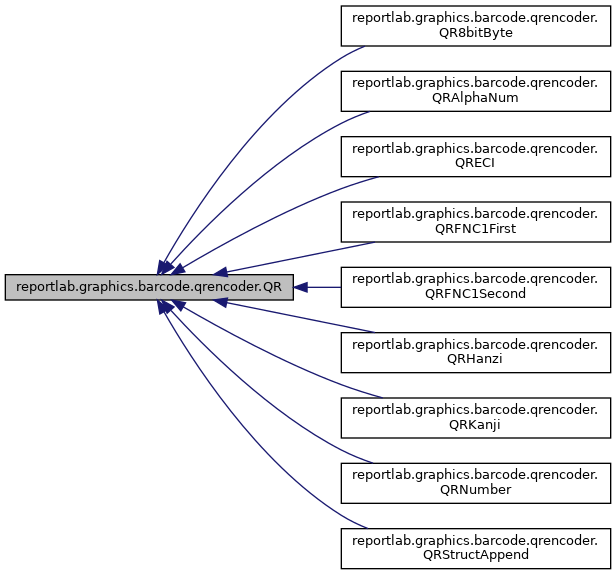 reportlab.graphics.barcode.qrencoder.
QR8bitByte
reportlab.graphics.barcode.qrencoder.
QRAlphaNum
reportlab.graphics.barcode.qrencoder.
QRECI
reportlab.graphics.barcode.qrencoder.
QRFNC1First
reportlab.graphics.barcode.qrencoder.QR
reportlab.graphics.barcode.qrencoder.
QRFNC1Second
reportlab.graphics.barcode.qrencoder.
QRHanzi
reportlab.graphics.barcode.qrencoder.
QRKanji
reportlab.graphics.barcode.qrencoder.
QRNumber
reportlab.graphics.barcode.qrencoder.
QRStructAppend